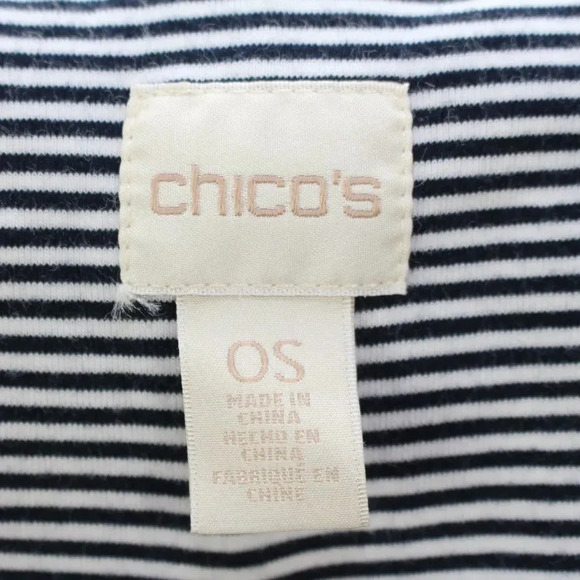 chico's
OS
MADE IN
CHINA
HECHO EN
CHINA
FABRIQUÉ EN
CHINE